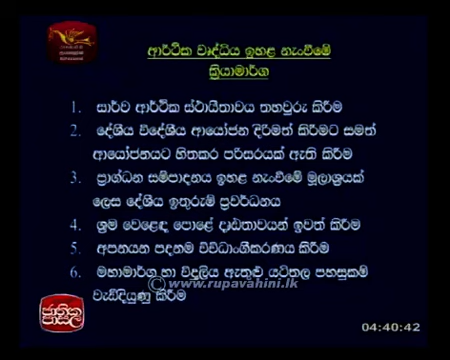 ආර්ථික වෘද්ධිය ඉහළ නැංවීමේ
ක්‍රියාමාර්ග
1. සාර්ව ආර්ථික ස්ථායීතාවය තහවුරු කිරීම
2. දේශීය විදේශීය ආයෝජන දිරිමත් කිරීමට සමත්
ආයෝජනයට හිතකර පරිසරයක් ඇති කිරීම
3. ප්‍රාග්ධන සම්පාදනය ඉහළ නැංවීමේ මූලාශ්‍රයක්
ලෙස දේශීය ඉතුරුම් ප්‍රවර්ධනය
4. ශ්‍රම වෙළෙඳ පොළේ දෘඪතාවයන් ඉවත් කිරීම
5. අපනයන පදනම විවිධාංගීකරණය කිරීම
6. මහාමාර්ග හා විදුලිය ඇතුළු යටිතල පහසුකම්
වැඩිදියුණු කිරීම
©www.rupavahini.lk
ජාතික
පාසල
04:40:42